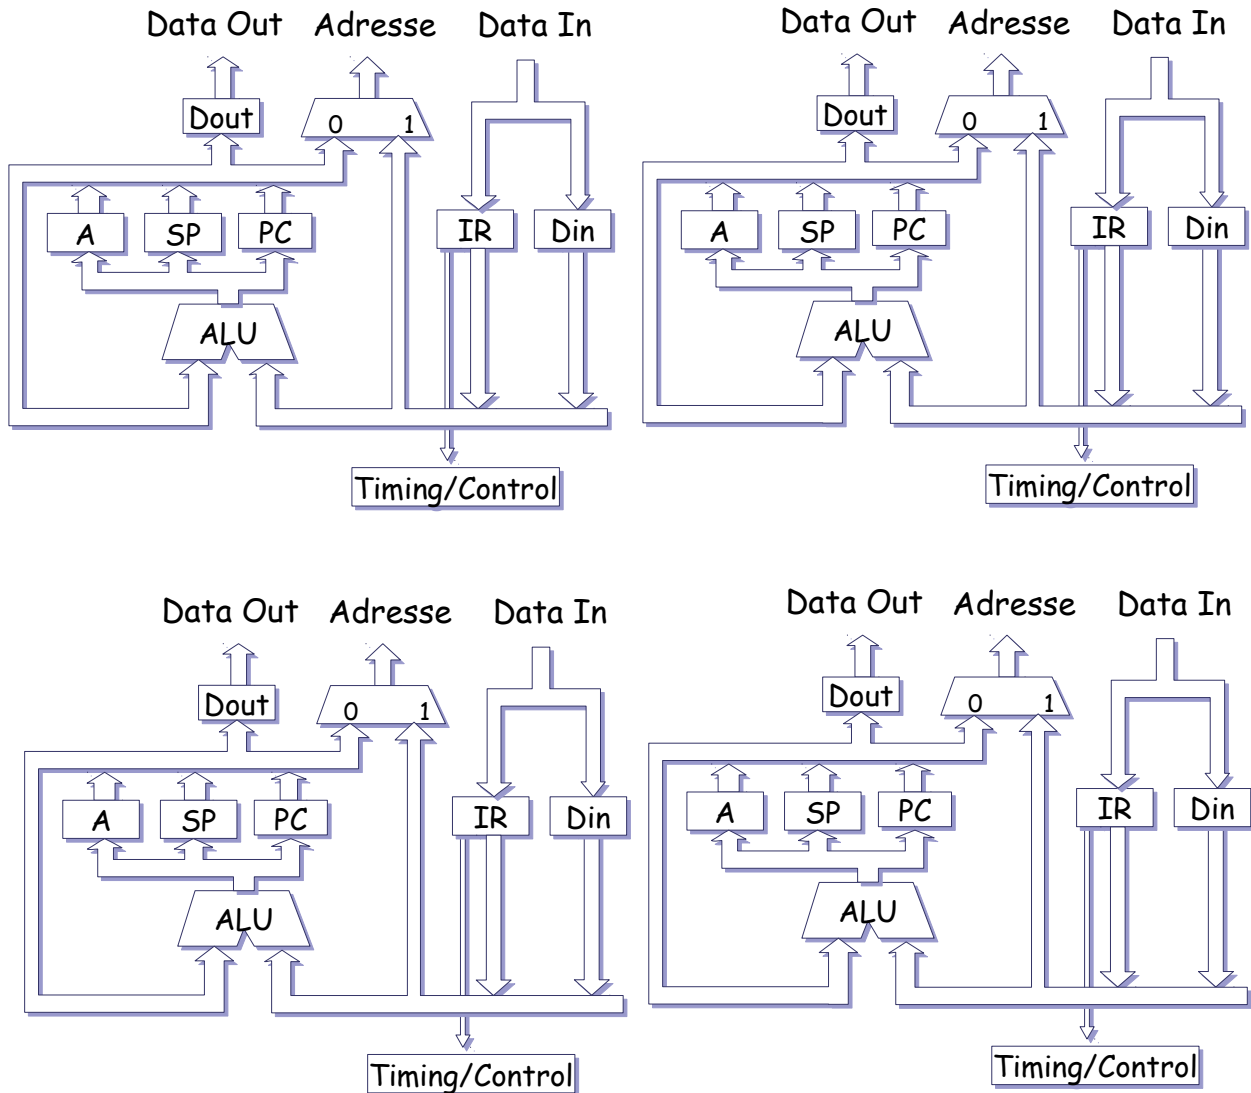 Data Out Adresse Data In
Dout 0 1
A SP PC IR Din
ALU
Timing/Control
Data Out Adresse Data In
Dout 0 1
A SP PC IR Din
ALU
Timing/Control
Data Out Adresse Data In
Dout 0 1
A SP PC IR Din
ALU
Timing/Control
Data Out Adresse Data In
Dout 0 1
A SP PC IR Din
ALU
Timing/Control